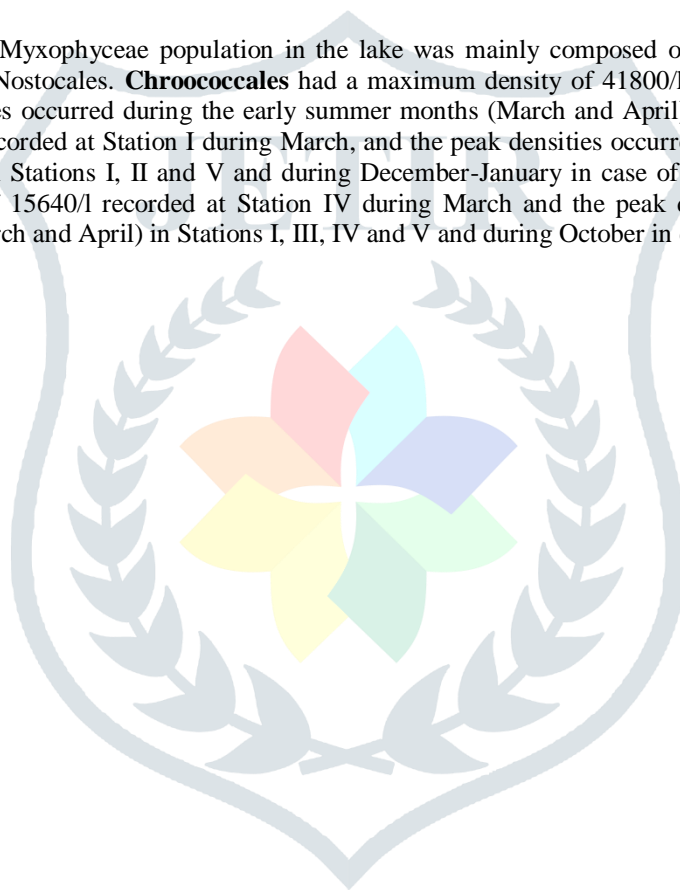 Myxophyceae population in the lake was mainly composed o
Nostocales. Chroococcales had a maximum density of 41800/l
es occurred during the early summer months (March and April)
corded at Station I during March, and the peak densities occurre
Stations I, II and V and during December-January in case of
15640/l recorded at Station IV during March and the peak
rch and April) in Stations I, III, IV and V and during October in
JETIR